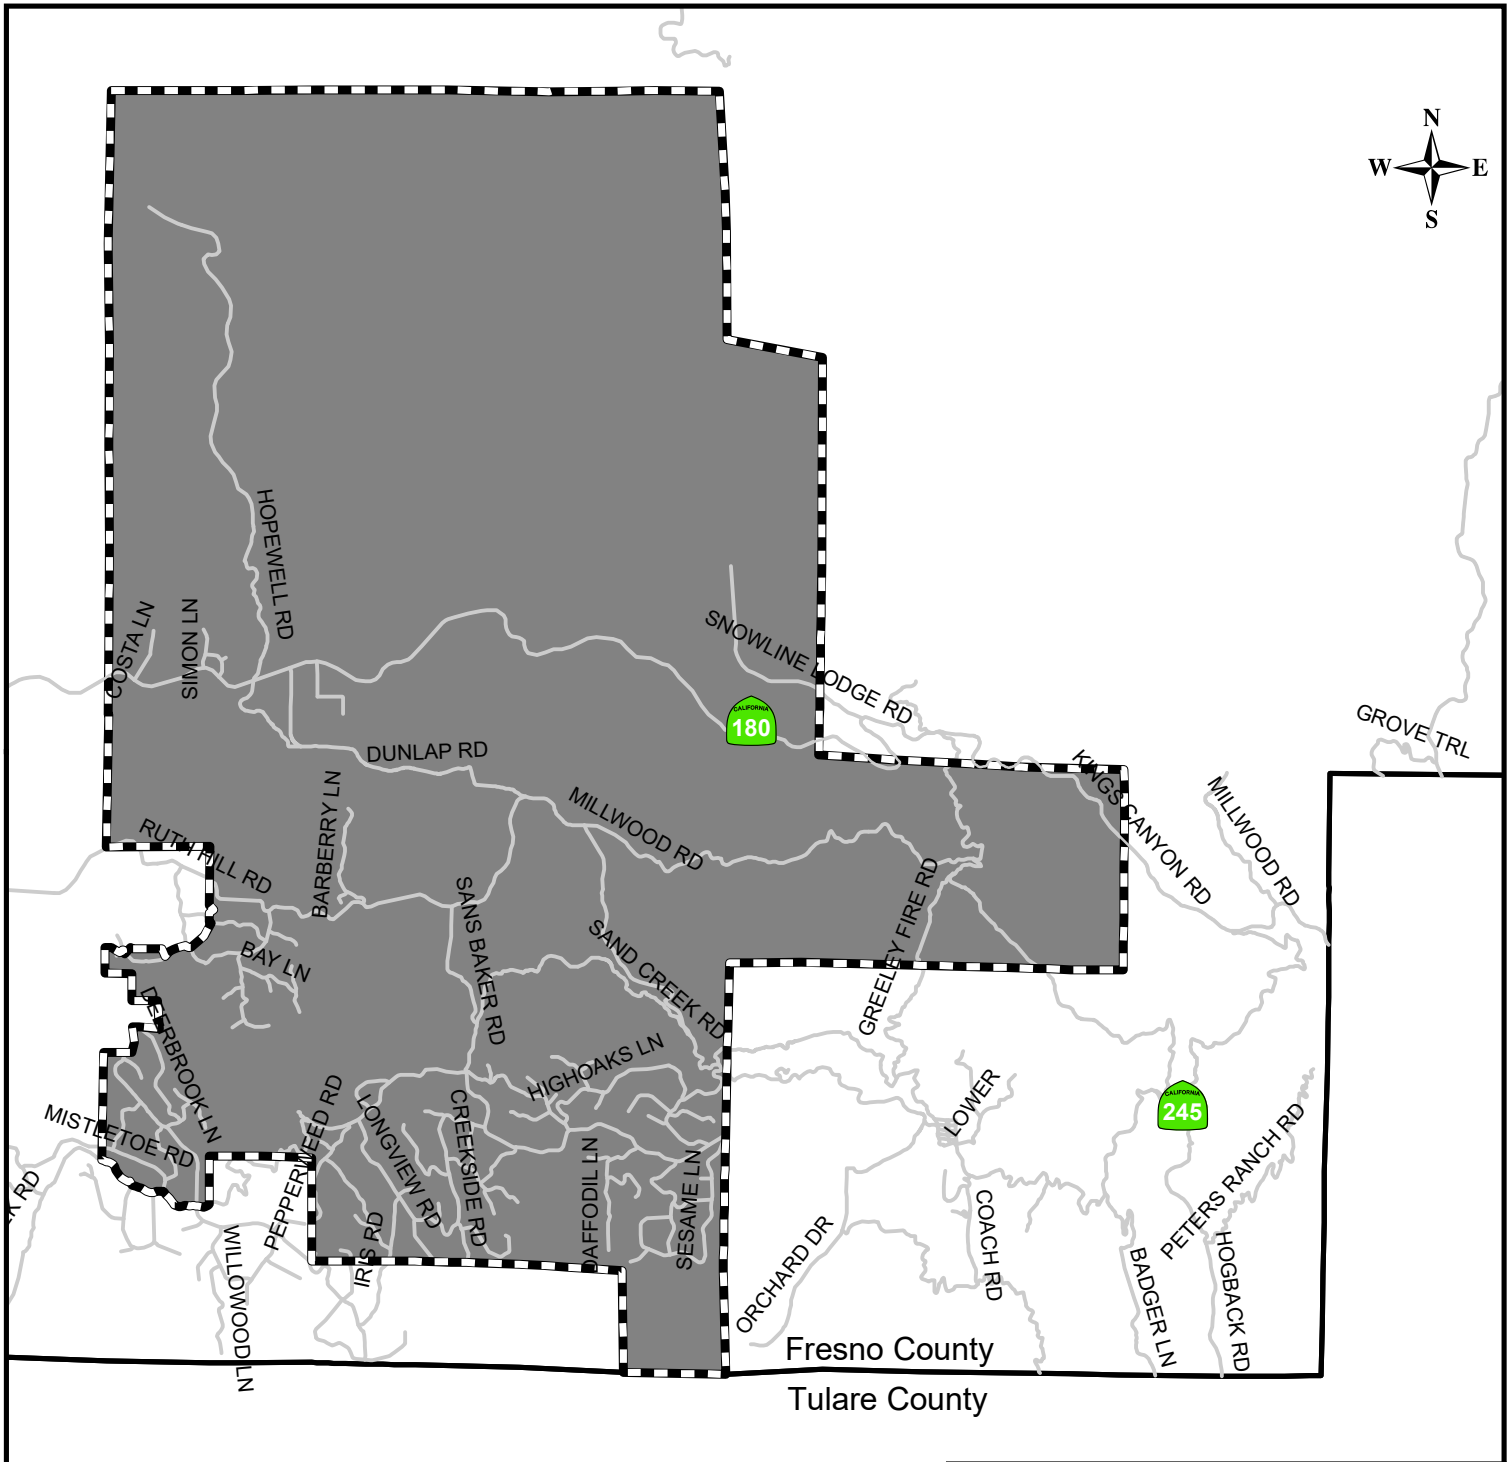 N
W E
S
HOPEWELL RD
COSTA LN
SIMON LN
SNOWLINE LODGE RD
CALIFORNIA
180
GROVE TRL
DUNLAP RD
KINGS CANYON RD
MILLWOOD RD
BARBERRY LN
MILLWOOD RD
RUTH HILL RD
GREELEY FIRE RD
SANS BAKER RD
SAND CREEK RD
BAY LN
DEERBROOK LN
HIGHOAKS LN
LOWER
CALIFORNIA
245
MISTLETOE RD
PEPPERWEED RD
LONGVIEW RD
CREEKSIDE RD
DAFFODIL LN
SESAME LN
PETERS RANCH RD
RD
IRIS RD
WILLOWOOD LN
ORCHARD DR
COACH RD
BADGER LN
HOGBACK RD
Fresno County
Tulare County